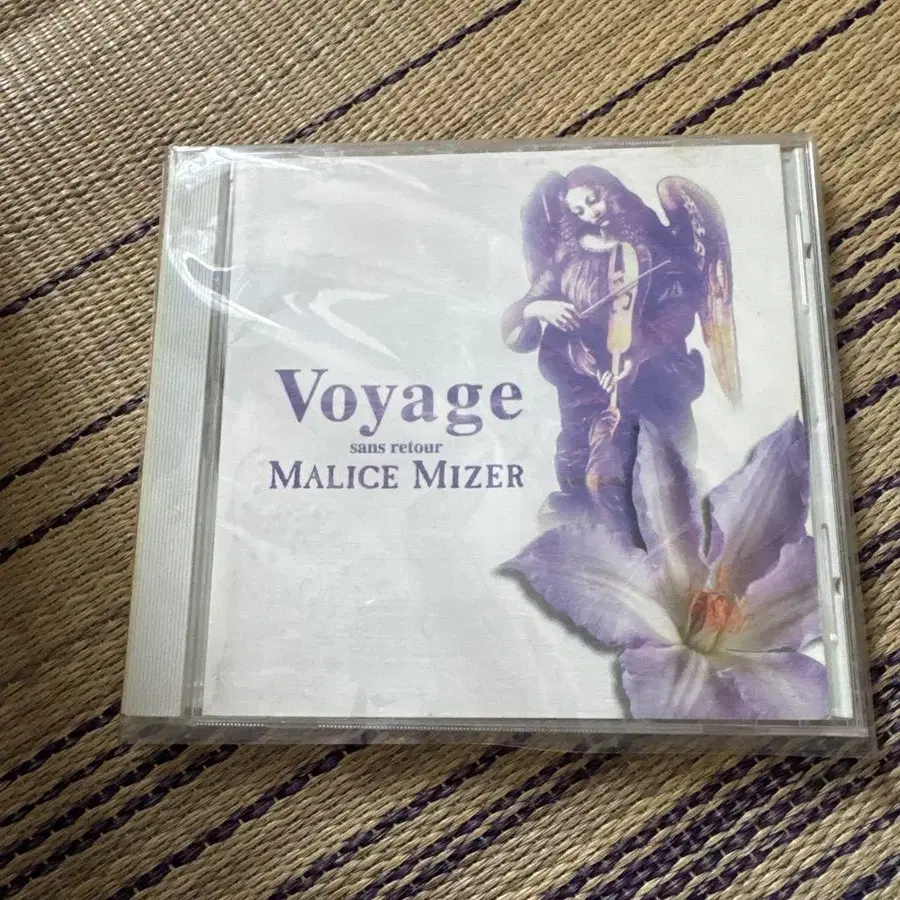 Voyage
sans retour
MALICE MIZER